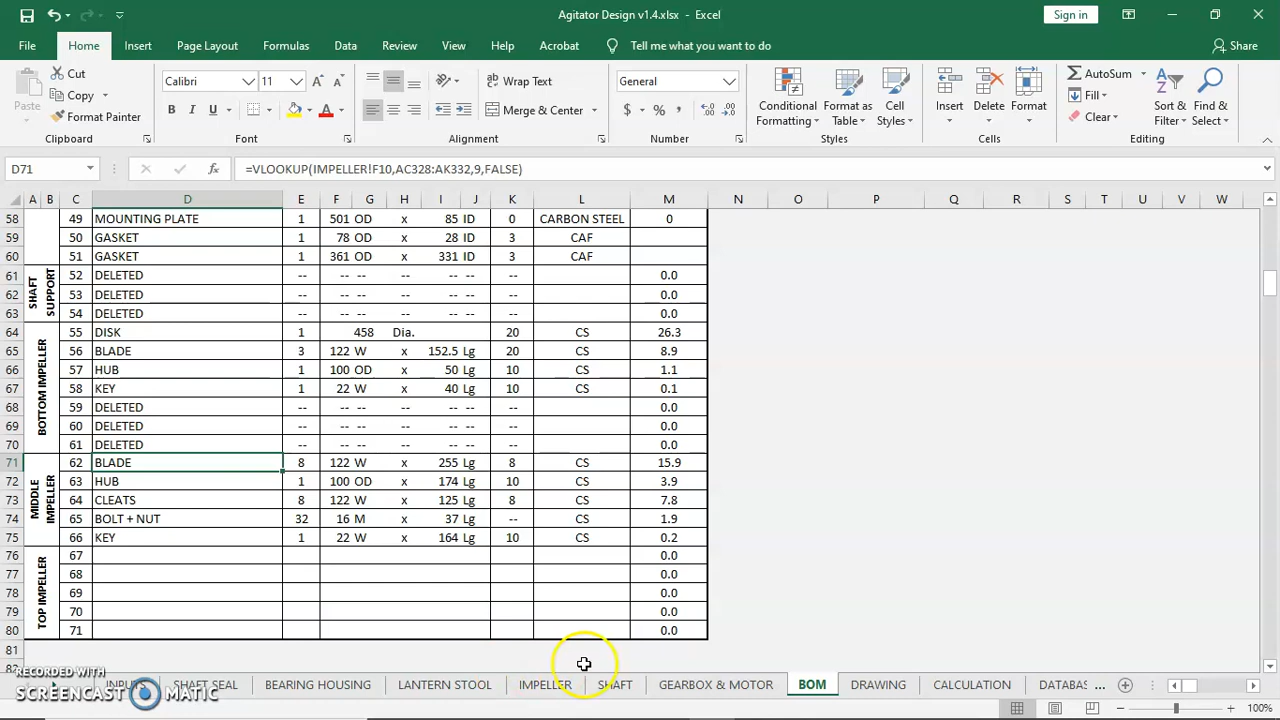 Agitator Design v1.4.xlsx - Excel
Sign in
File Home Insert Page Layout Formulas Data Review View Help Acrobat Tell me what you want to do Share
Paste
Cut
Copy
Format Painter
Clipboard
Calibri 11
B I U
Font
Wrap Text
Merge & Center
Alignment
General
$ % ,
Number
Conditional Formatting
Format as Table
Cell Styles
Styles
Insert Delete Format
Cells
AutoSum
Fill
Clear
Sort & Filter
Find & Select
Editing
D71 fx =VLOOKUP(IMPELLER!F10,AC328:AK332,9,FALSE)
A B C D E F G H I J K L M N O P Q R S T U V W
58 49 MOUNTING PLATE 1 501 OD x 85 ID 0 CARBON STEEL 0
59 50 GASKET 1 78 OD x 28 ID 3 CAF
60 51 GASKET 1 361 OD x 331 ID 3 CAF
SHAFT SUPPORT
61 52 DELETED -- -- -- -- -- -- -- 0.0
62 53 DELETED -- -- -- -- -- -- -- 0.0
63 54 DELETED -- -- -- -- -- -- -- 0.0
BOTTOM IMPELLER
64 55 DISK 1 458 Dia. 20 CS 26.3
65 56 BLADE 3 122 W x 152.5 Lg 20 CS 8.9
66 57 HUB 1 100 OD x 50 Lg 10 CS 1.1
67 58 KEY 1 22 W x 40 Lg 10 CS 0.1
68 59 DELETED -- -- -- -- -- -- -- 0.0
69 60 DELETED -- -- -- -- -- -- -- 0.0
70 61 DELETED -- -- -- -- -- -- -- 0.0
MIDDLE IMPELLER
71 62 BLADE 8 122 W x 255 Lg 8 CS 15.9
72 63 HUB 1 100 OD x 174 Lg 10 CS 3.9
73 64 CLEATS 8 122 W x 125 Lg 8 CS 7.8
74 65 BOLT + NUT 32 16 M x 37 Lg -- CS 1.9
75 66 KEY 1 22 W x 164 Lg 10 CS 0.2
TOP IMPELLER
76 67 0.0
77 68 0.0
78 69 0.0
79 70 0.0
80 71 0.0
81
82
RECORDED WITH
SCREENCAST MATIC
SHAFT SEAL BEARING HOUSING LANTERN STOOL IMPELLER SHAFT GEARBOX & MOTOR BOM DRAWING CALCULATION DATABAS ...
100%